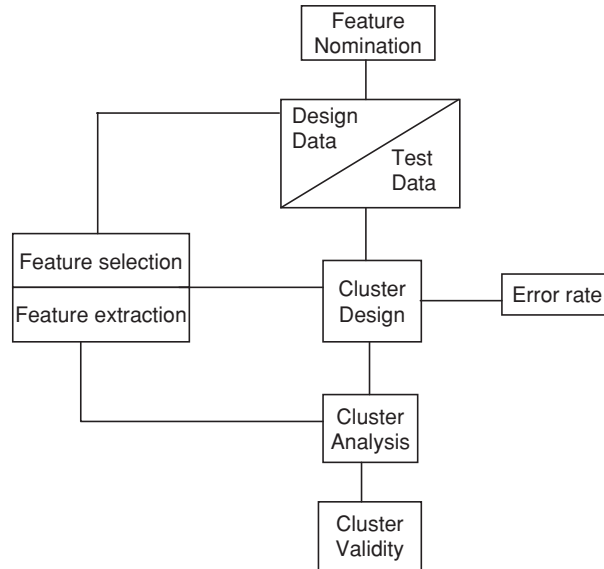 Feature
Nomination
Design
Data
Test
Data
Feature selection
Feature extraction
Cluster
Design
Error rate
Cluster
Analysis
Cluster
Validity